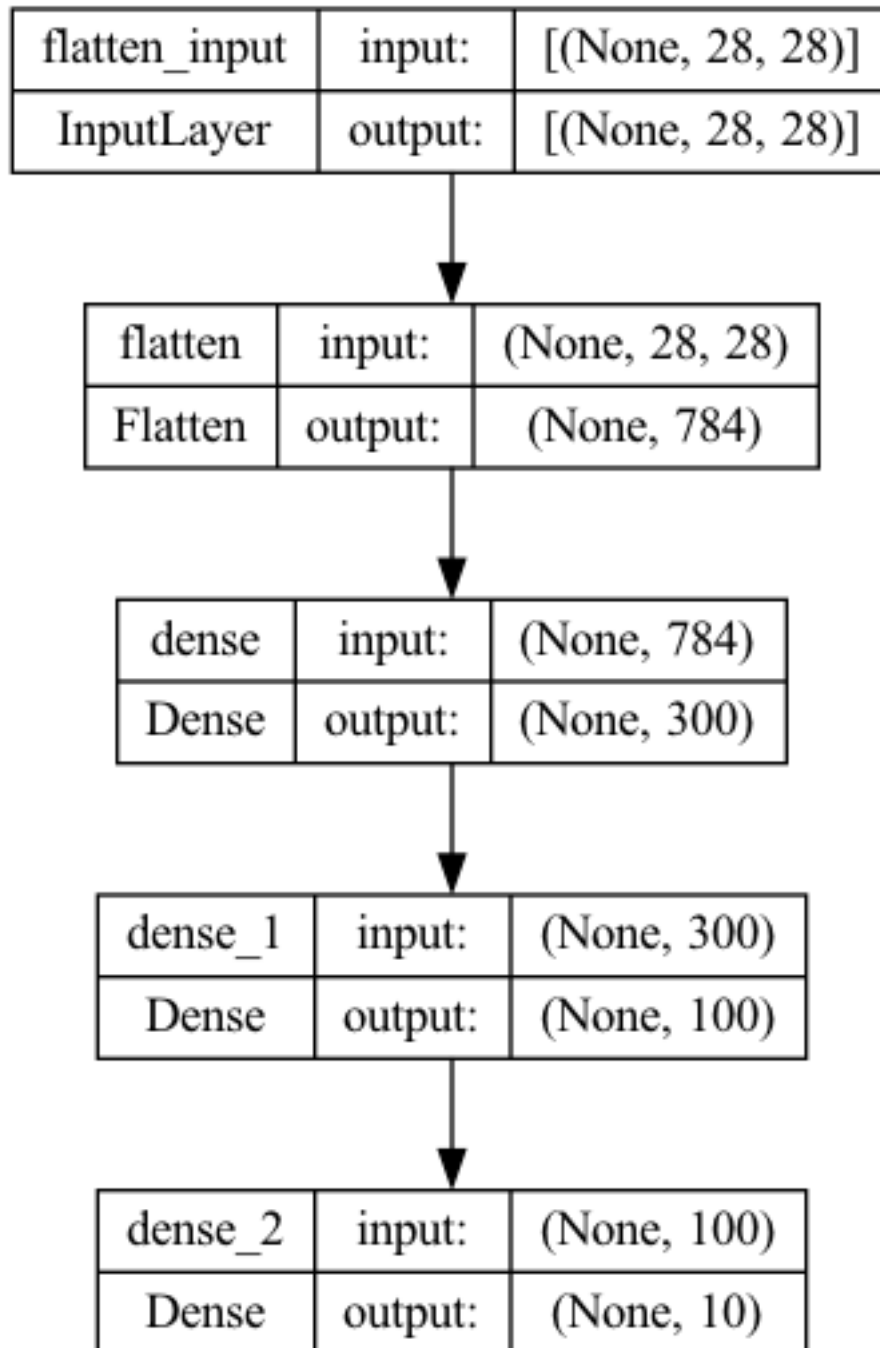 flatten_input input: [(None, 28, 28)]
InputLayer output: [(None, 28, 28)]
flatten input: (None, 28, 28)
Flatten output: (None, 784)
dense input: (None, 784)
Dense output: (None, 300)
dense_1 input: (None, 300)
Dense output: (None, 100)
dense_2 input: (None, 100)
Dense output: (None, 10)